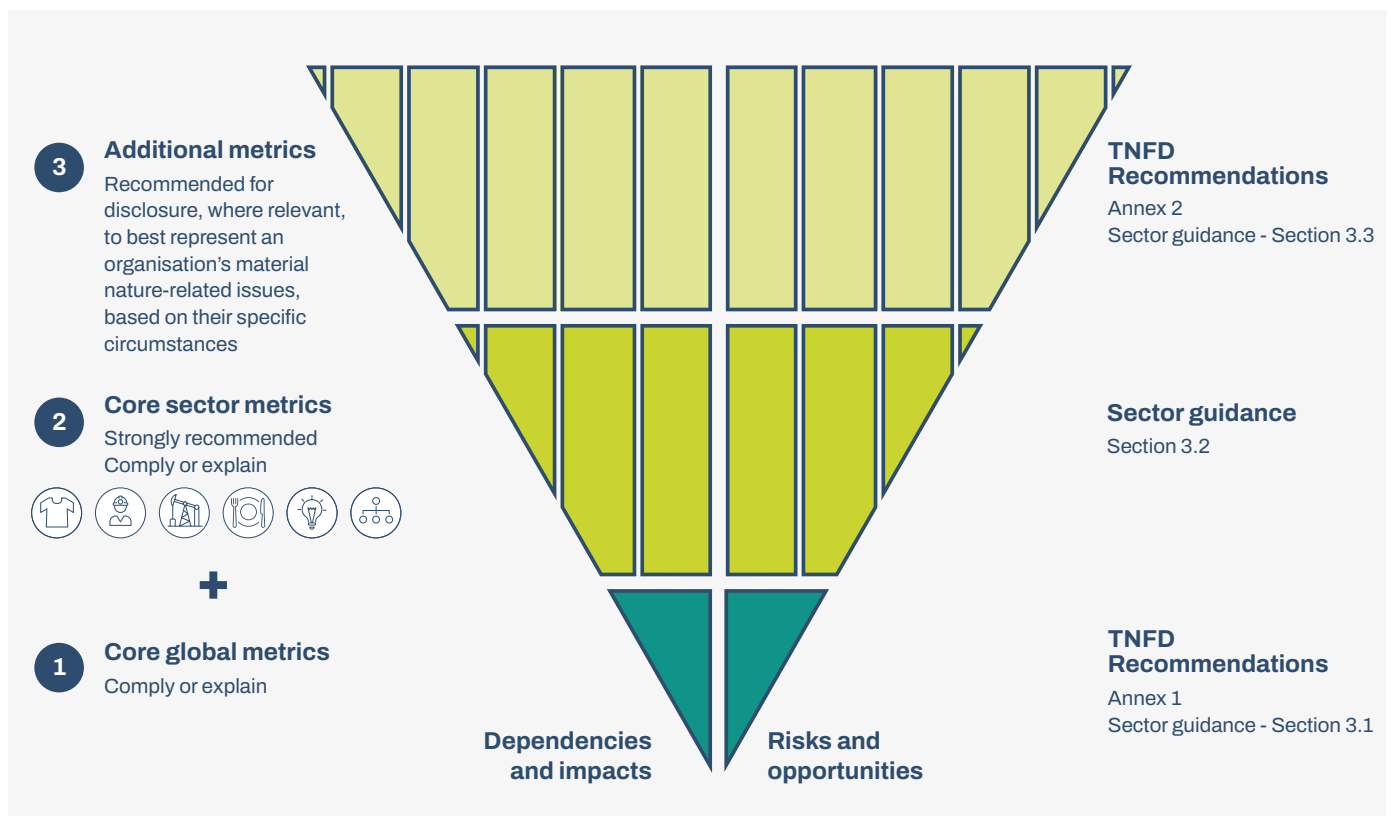 3
Additional metrics
Recommended for
disclosure, where relevant,
to best represent an
organisation’s material
nature-related issues,
based on their specific
circumstances
TNFD
Recommendations
Annex 2
Sector guidance - Section 3.3
2
Core sector metrics
Strongly recommended
Comply or explain
Sector guidance
Section 3.2
1
Core global metrics
Comply or explain
TNFD
Recommendations
Annex 1
Sector guidance - Section 3.1
Dependencies
and impacts
Risks and
opportunities